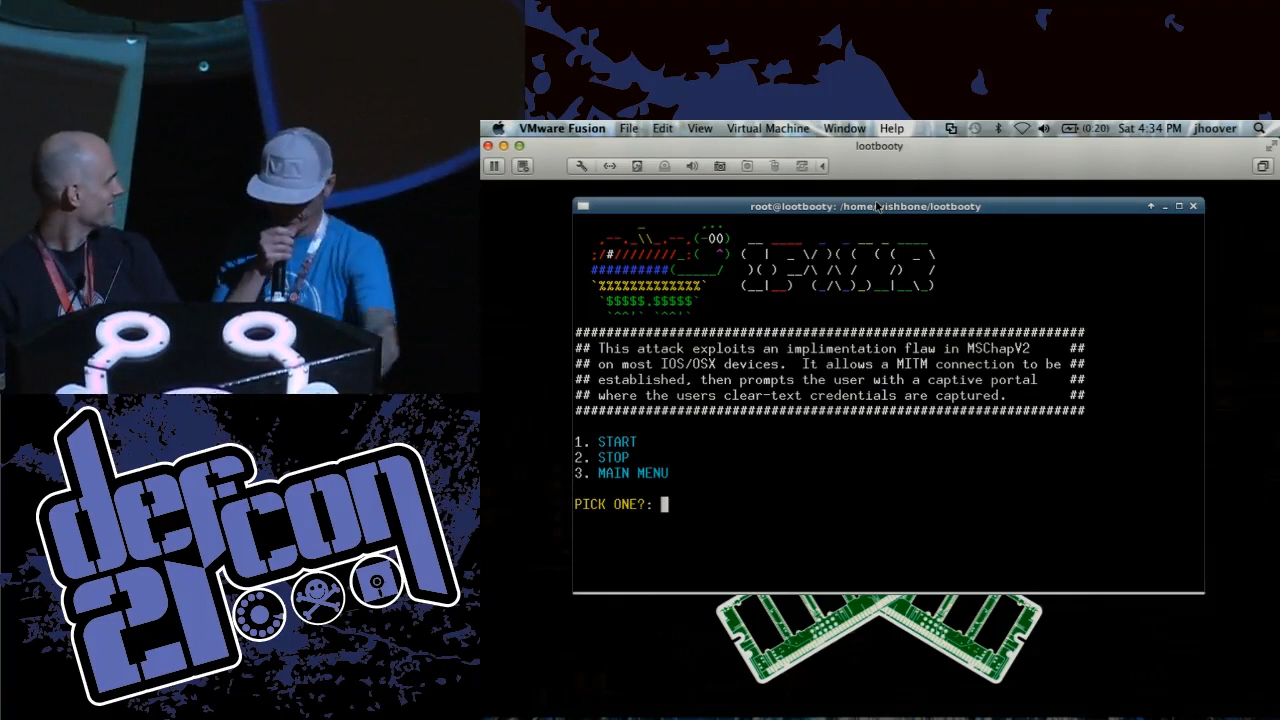 VMware Fusion File Edit View Virtual Machine Window Help (0:20) Sat 4:34 PM jhoover
lootbooty
root@lootbooty: /home/wishbone/lootbooty
################################################################
## This attack exploits an implimentation flaw in MSChapV2 ##
## on most IOS/OSX devices. It allows a MITM connection to be ##
## established, then prompts the user with a captive portal ##
## where the users clear-text credentials are captured. ##
################################################################
1. START
2. STOP
3. MAIN MENU
PICK ONE?:
defcon
21